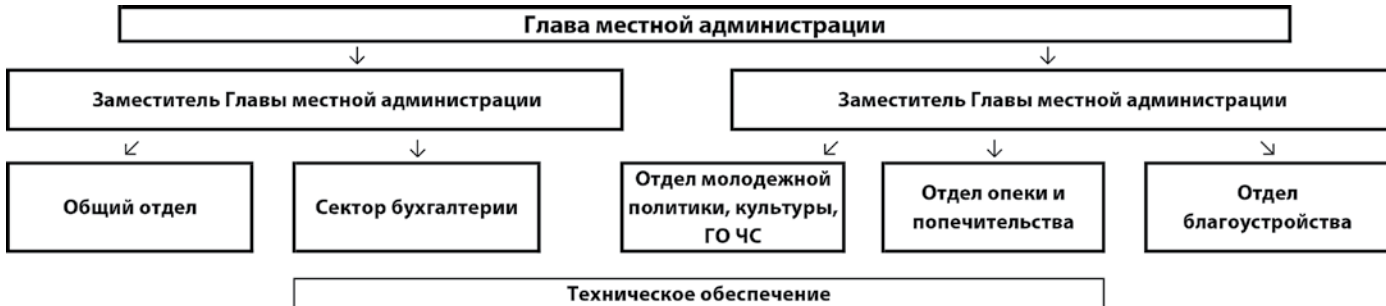 Глава местной администрации
Заместитель Главы местной администрации
Заместитель Главы местной администрации
Общий отдел
Сектор бухгалтерии
Отдел молодежной
политики, культуры,
ГО ЧС
Отдел опеки и
попечительства
Отдел
благоустройства
Техническое обеспечение